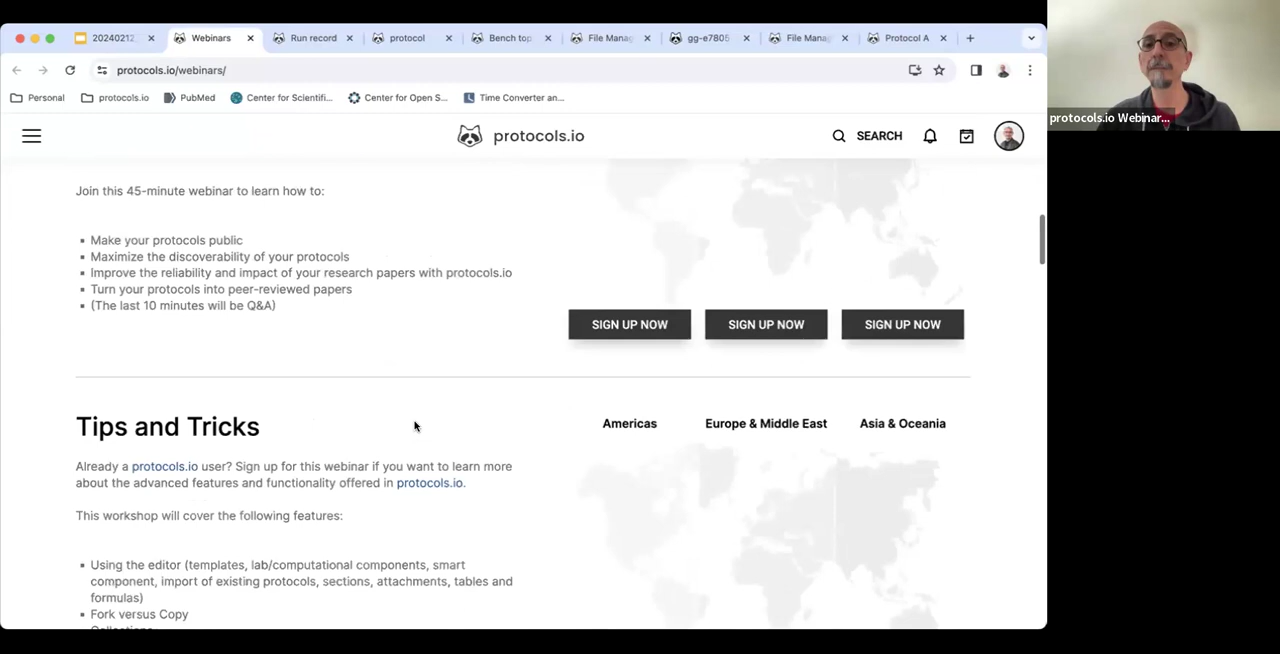 20240212
Webinars
Run record
protocol
Bench top
File Manag
gg-e7805
File Manag
Protocol A
protocols.io/webinars/
Personal
protocols.io
PubMed
Center for Scientifi...
Center for Open S...
Time Converter an...
protocols.io
SEARCH
protocols.io Webinar...
Join this 45-minute webinar to learn how to:
Make your protocols public
Maximize the discoverability of your protocols
Improve the reliability and impact of your research papers with protocols.io
Turn your protocols into peer-reviewed papers
(The last 10 minutes will be Q&A)
SIGN UP NOW SIGN UP NOW SIGN UP NOW
Tips and Tricks
Americas Europe & Middle East Asia & Oceania
Already a protocols.io user? Sign up for this webinar if you want to learn more
about the advanced features and functionality offered in protocols.io.
This workshop will cover the following features:
Using the editor (templates, lab/computational components, smart
component, import of existing protocols, sections, attachments, tables and
formulas)
Fork versus Copy